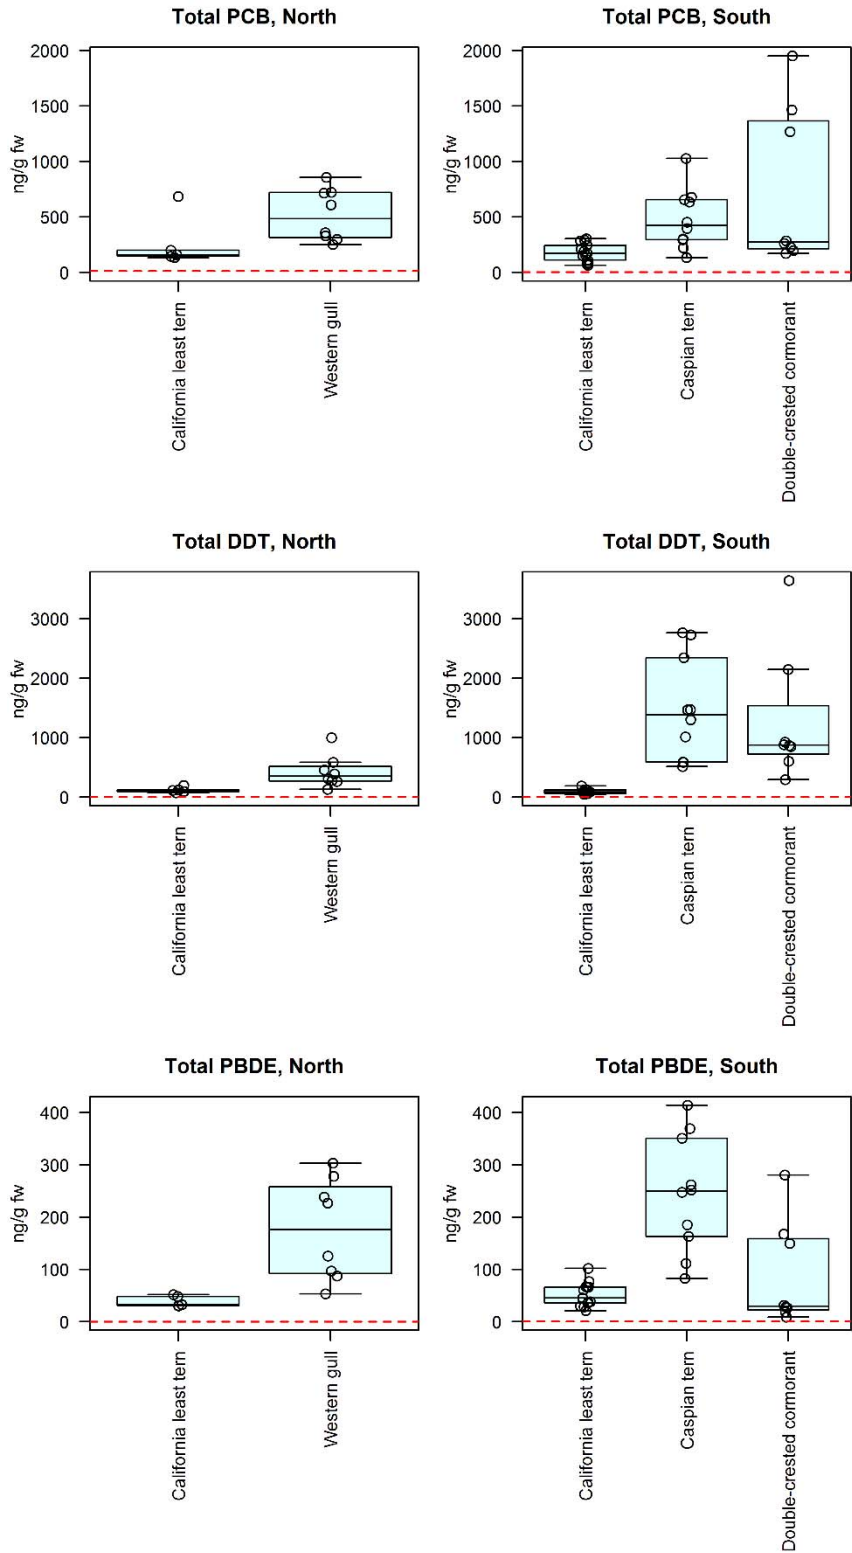 Total PCB, North
ng/g fw
2000
1500
1000
500
0
California least tern
Western gull
Total PCB, South
ng/g fw
2000
1500
1000
500
0
California least tern
Caspian tern
Double-crested cormorant
Total DDT, North
ng/g fw
3000
2000
1000
0
California least tern
Western gull
Total DDT, South
ng/g fw
3000
2000
1000
0
California least tern
Caspian tern
Double-crested cormorant
Total PBDE, North
ng/g fw
400
300
200
100
0
California least tern
Western gull
Total PBDE, South
ng/g fw
400
300
200
100
0
California least tern
Caspian tern
Double-crested cormorant